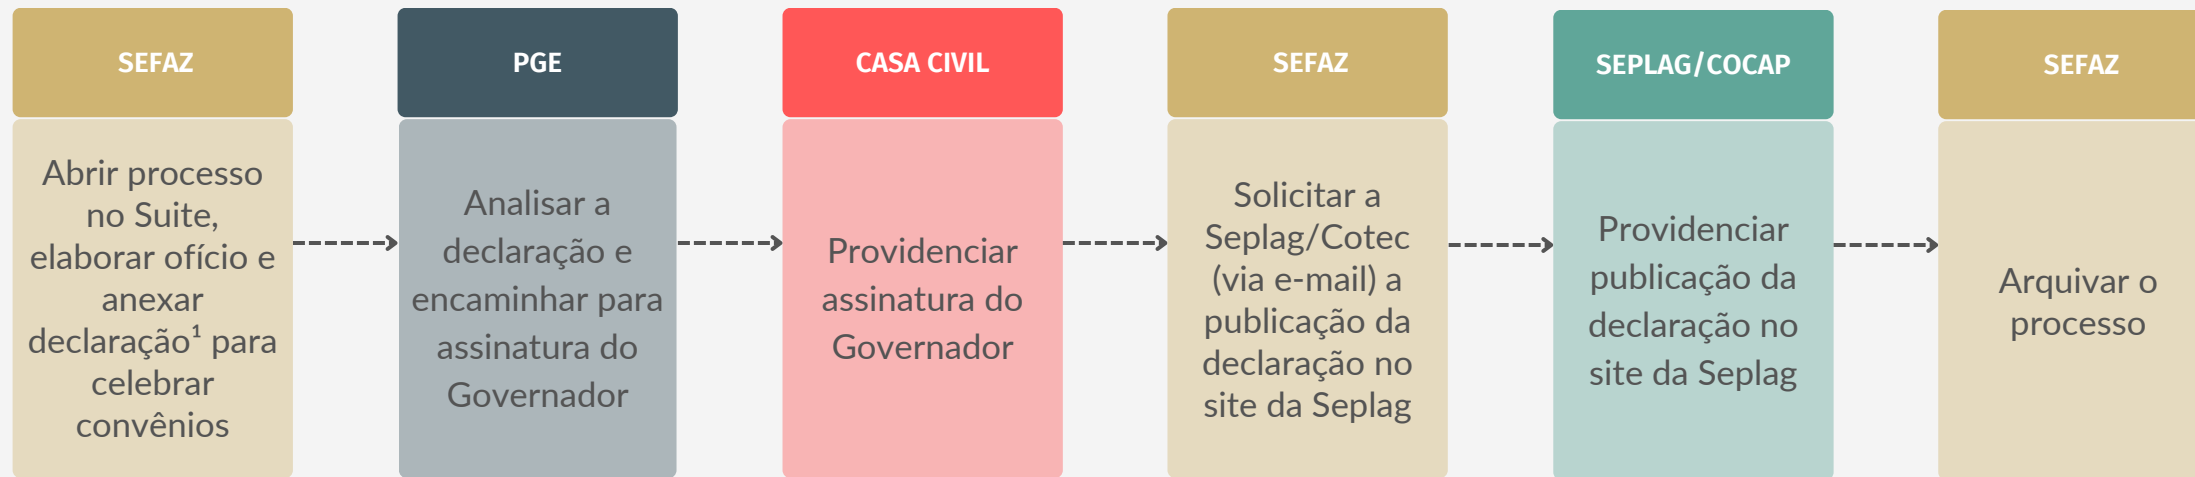 SEFAZ
Abrir processo
no Suite,
elaborar ofício e
anexar
declaração¹ para
celebrar
convênios
PGE
Analisar a
declaração e
encaminhar para
assinatura do
Governador
CASA CIVIL
Providenciar
assinatura do
Governador
SEFAZ
Solicitar a
Seplag/Cotec
(via e-mail) a
publicação da
declaração no
site da Seplag
SEPLAG/COCAP
Providenciar
publicação da
declaração no
site da Seplag
SEFAZ
Arquivar o
processo